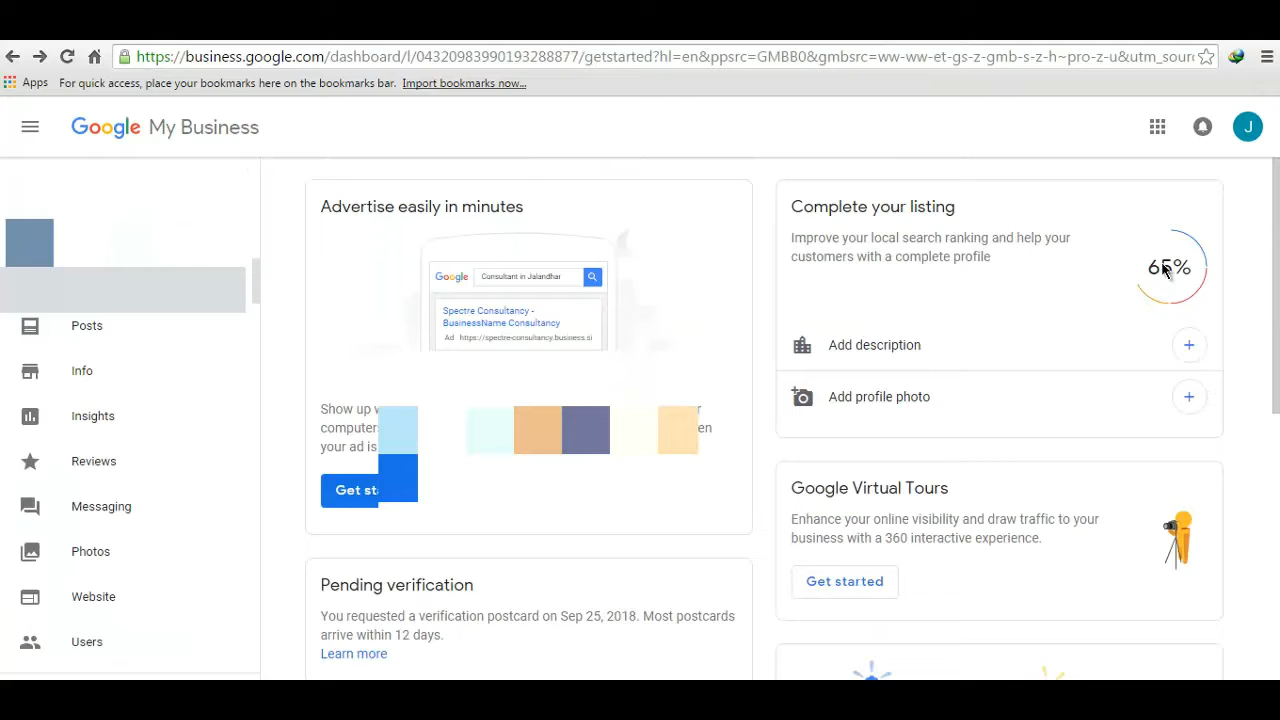 https://business.google.com/dashboard/l/04320983990193288877/getstarted?hl=en&ppsrc=GMBB0&gmbsrc=ww-ww-et-gs-z-gmb-s-z-h~pro-z-u&utm_sour
Apps For quick access, place your bookmarks here on the bookmarks bar. Import bookmarks now...
Google My Business
J
Posts
Info
Insights
Reviews
Messaging
Photos
Website
Users
Advertise easily in minutes
Google Consultant in Jalandhar
Spectre Consultancy -
BusinessName Consultancy
Ad https://spectre-consultancy.business.si
Show up
computers
your ad is
Get
Pending verification
You requested a verification postcard on Sep 25, 2018. Most postcards
arrive within 12 days.
Learn more
Complete your listing
Improve your local search ranking and help your
customers with a complete profile
65%
Add description
Add profile photo
Google Virtual Tours
Enhance your online visibility and draw traffic to your
business with a 360 interactive experience.
Get started